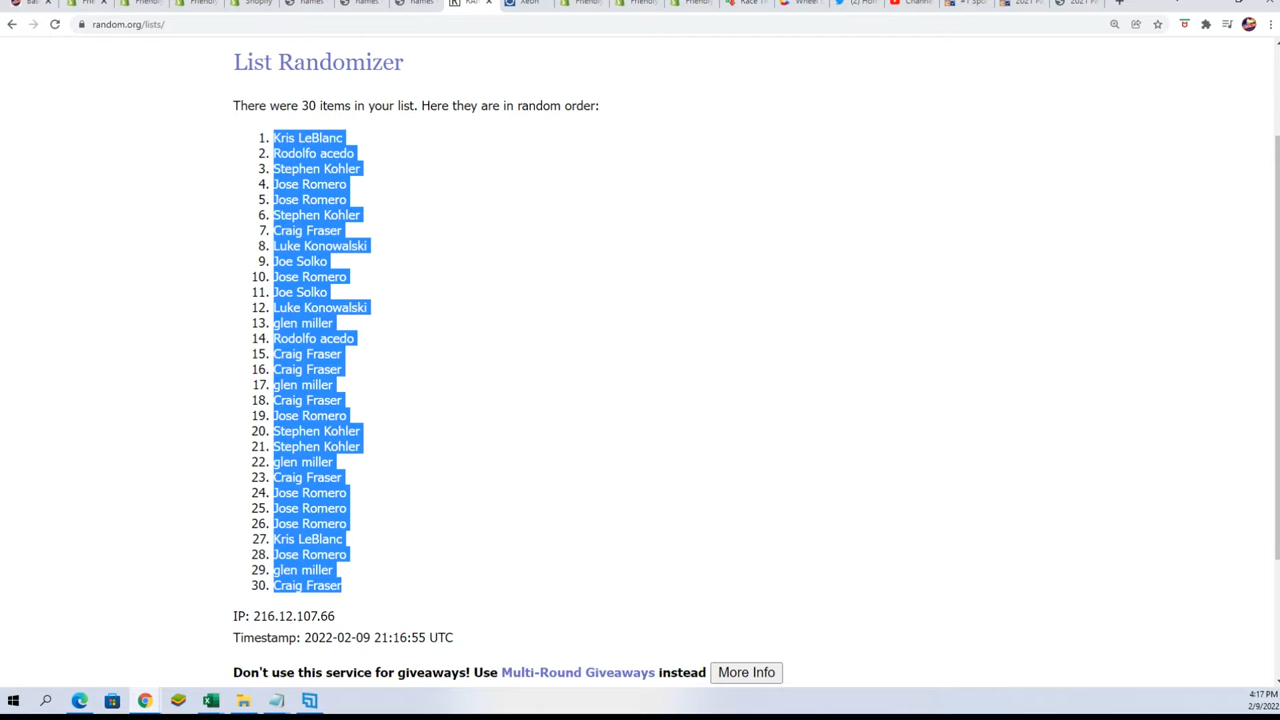 random.org/lists/
List Randomizer
There were 30 items in your list. Here they are in random order:
1. Kris LeBlanc
2. Rodolfo acedo
3. Stephen Kohler
4. Jose Romero
5. Jose Romero
6. Stephen Kohler
7. Craig Fraser
8. Luke Konowalski
9. Joe Solko
10. Jose Romero
11. Joe Solko
12. Luke Konowalski
13. glen miller
14. Rodolfo acedo
15. Craig Fraser
16. Craig Fraser
17. glen miller
18. Craig Fraser
19. Jose Romero
20. Stephen Kohler
21. Stephen Kohler
22. glen miller
23. Craig Fraser
24. Jose Romero
25. Jose Romero
26. Jose Romero
27. Kris LeBlanc
28. Jose Romero
29. glen miller
30. Craig Fraser
IP: 216.12.107.66
Timestamp: 2022-02-09 21:16:55 UTC
Don't use this service for giveaways! Use Multi-Round Giveaways instead More Info
4:17 PM
2/9/2022